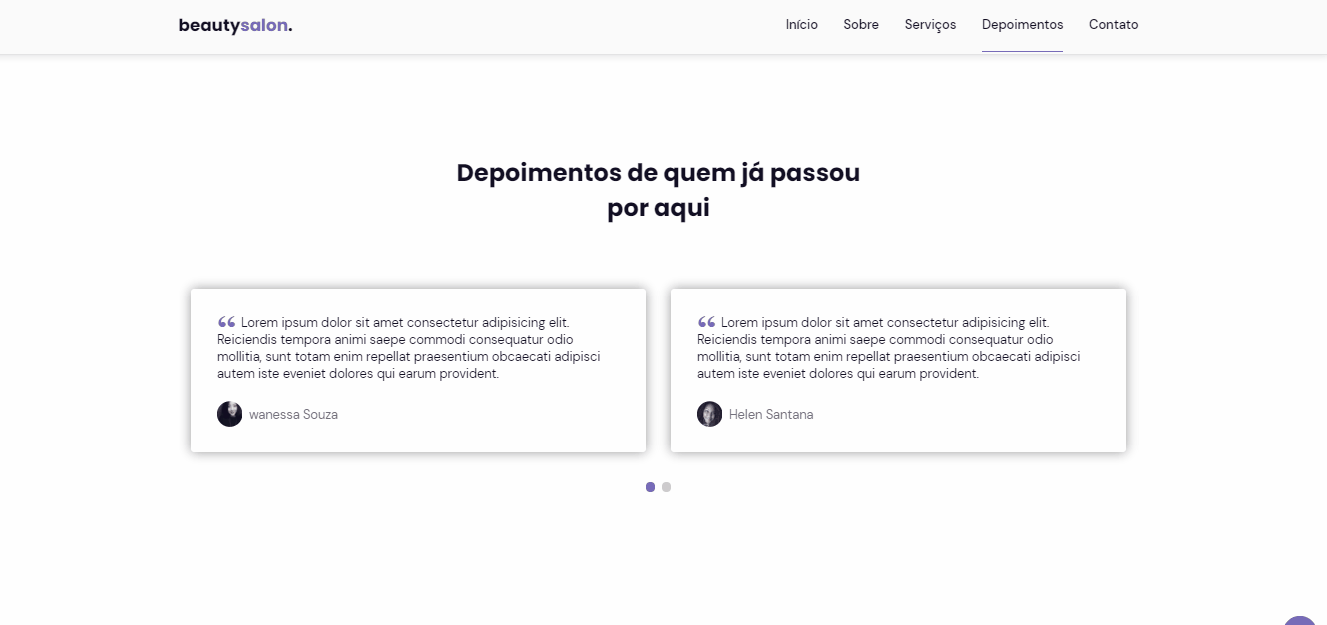 beautysalon.
Início Sobre Serviços Depoimentos Contato
Depoimentos de quem já passou
por aqui
“ Lorem ipsum dolor sit amet consectetur adipisicing elit.
Reiciendis tempora animi saepe commodi consequatur odio
mollitia, sunt totam enim repellat praesentium obcaecati adipisci
autem iste eveniet dolores qui earum provident.
wanessa Souza
“ Lorem ipsum dolor sit amet consectetur adipisicing elit.
Reiciendis tempora animi saepe commodi consequatur odio
mollitia, sunt totam enim repellat praesentium obcaecati adipisci
autem iste eveniet dolores qui earum provident.
Helen Santana